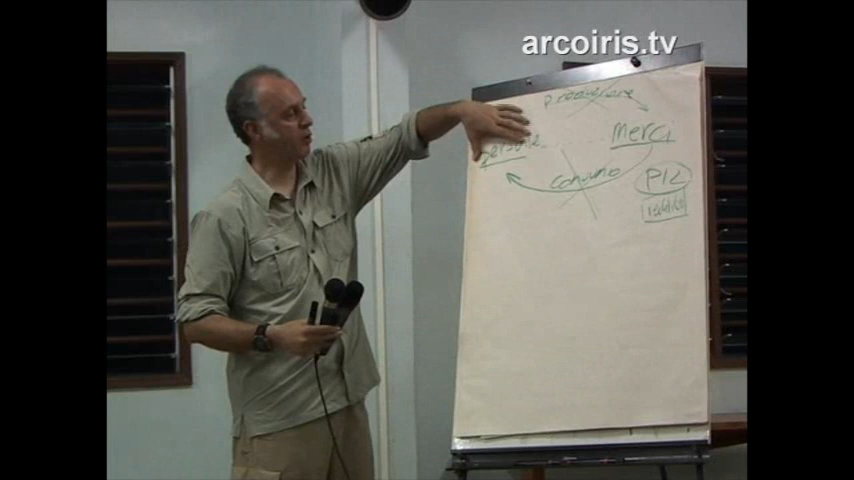 arcoiris.tv
Produzione
persone merci
consumo
PIL